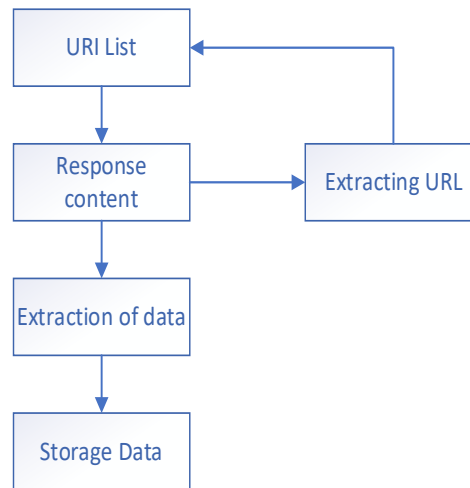 URI List
Response
content
Extracting URL
Extraction of data
Storage Data